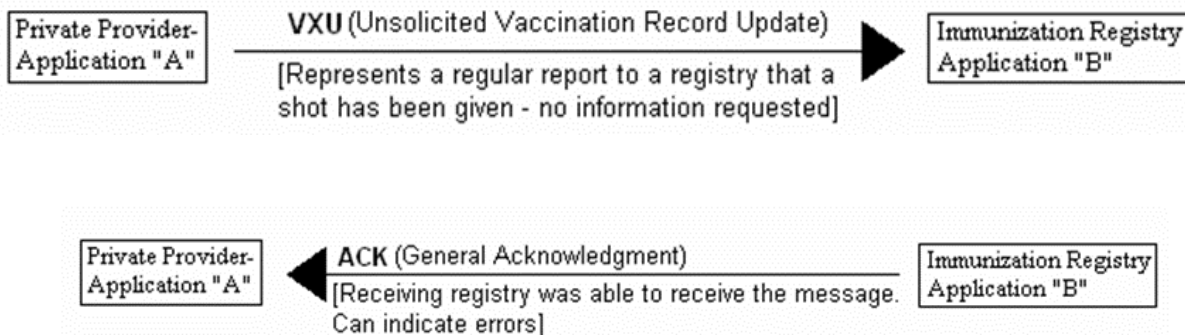 Private Provider-
Application "A"
VXU (Unsolicited Vaccination Record Update)
[Represents a regular report to a registry that a
shot has been given - no information requested]
Immunization Registry
Application "B"
Private Provider-
Application "A"
ACK (General Acknowledgment)
[Receiving registry was able to receive the message.
Can indicate errors]
Immunization Registry
Application "B"